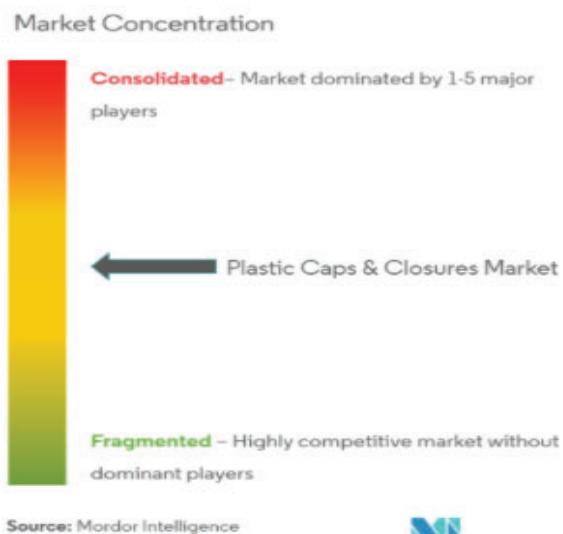 Market Concentration
Consolidated– Market dominated by 1-5 major
players
Plastic Caps & Closures Market
Fragmented – Highly competitive market without
dominant players
Source: Mordor Intelligence